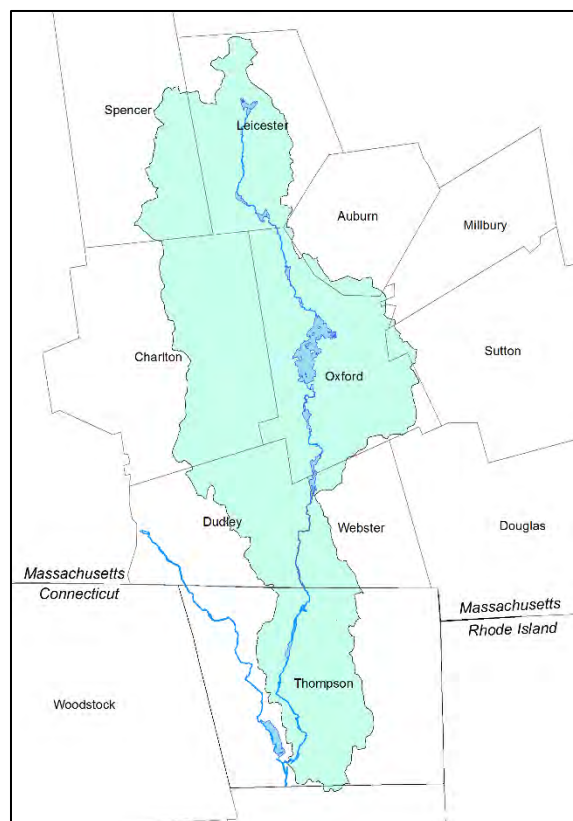 Spencer
Leicester
Auburn
Millbury
Charlton
Oxford
Sutton
Dudley
Webster
Douglas
Massachusetts
Connecticut
Massachusetts
Rhode Island
Thompson
Woodstock